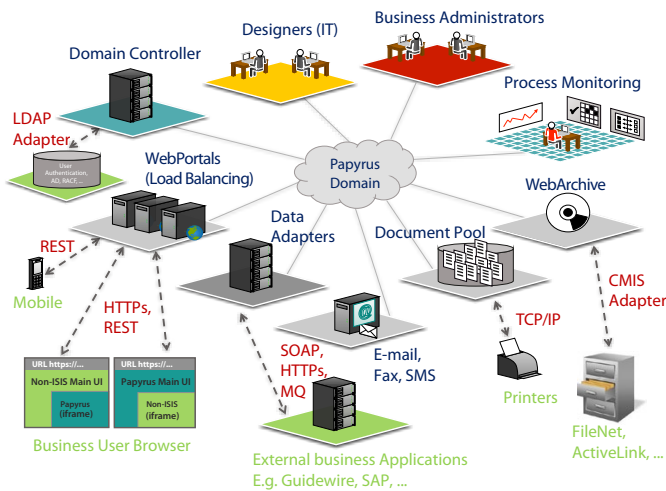 Designers (IT)
Business Administrators
Domain Controller
Process Monitoring
LDAP
Adapter
User
Authentication,
AD, RACF, ...
WebPortals
(Load Balancing)
Papyrus
Domain
WebArchive
Data
Adapters
Document Pool
REST
Mobile
HTTPs,
REST
CMIS
Adapter
TCP/IP
@
E-mail,
Fax, SMS
SOAP,
HTTPs,
MQ
URL https://...
Non-ISIS Main UI
Papyrus
(iframe)
URL https://...
Papyrus Main UI
Non-ISIS
(iframe)
Business User Browser
Printers
FileNet,
ActiveLink, ...
External business Applications
E.g. Guidewire, SAP, ...